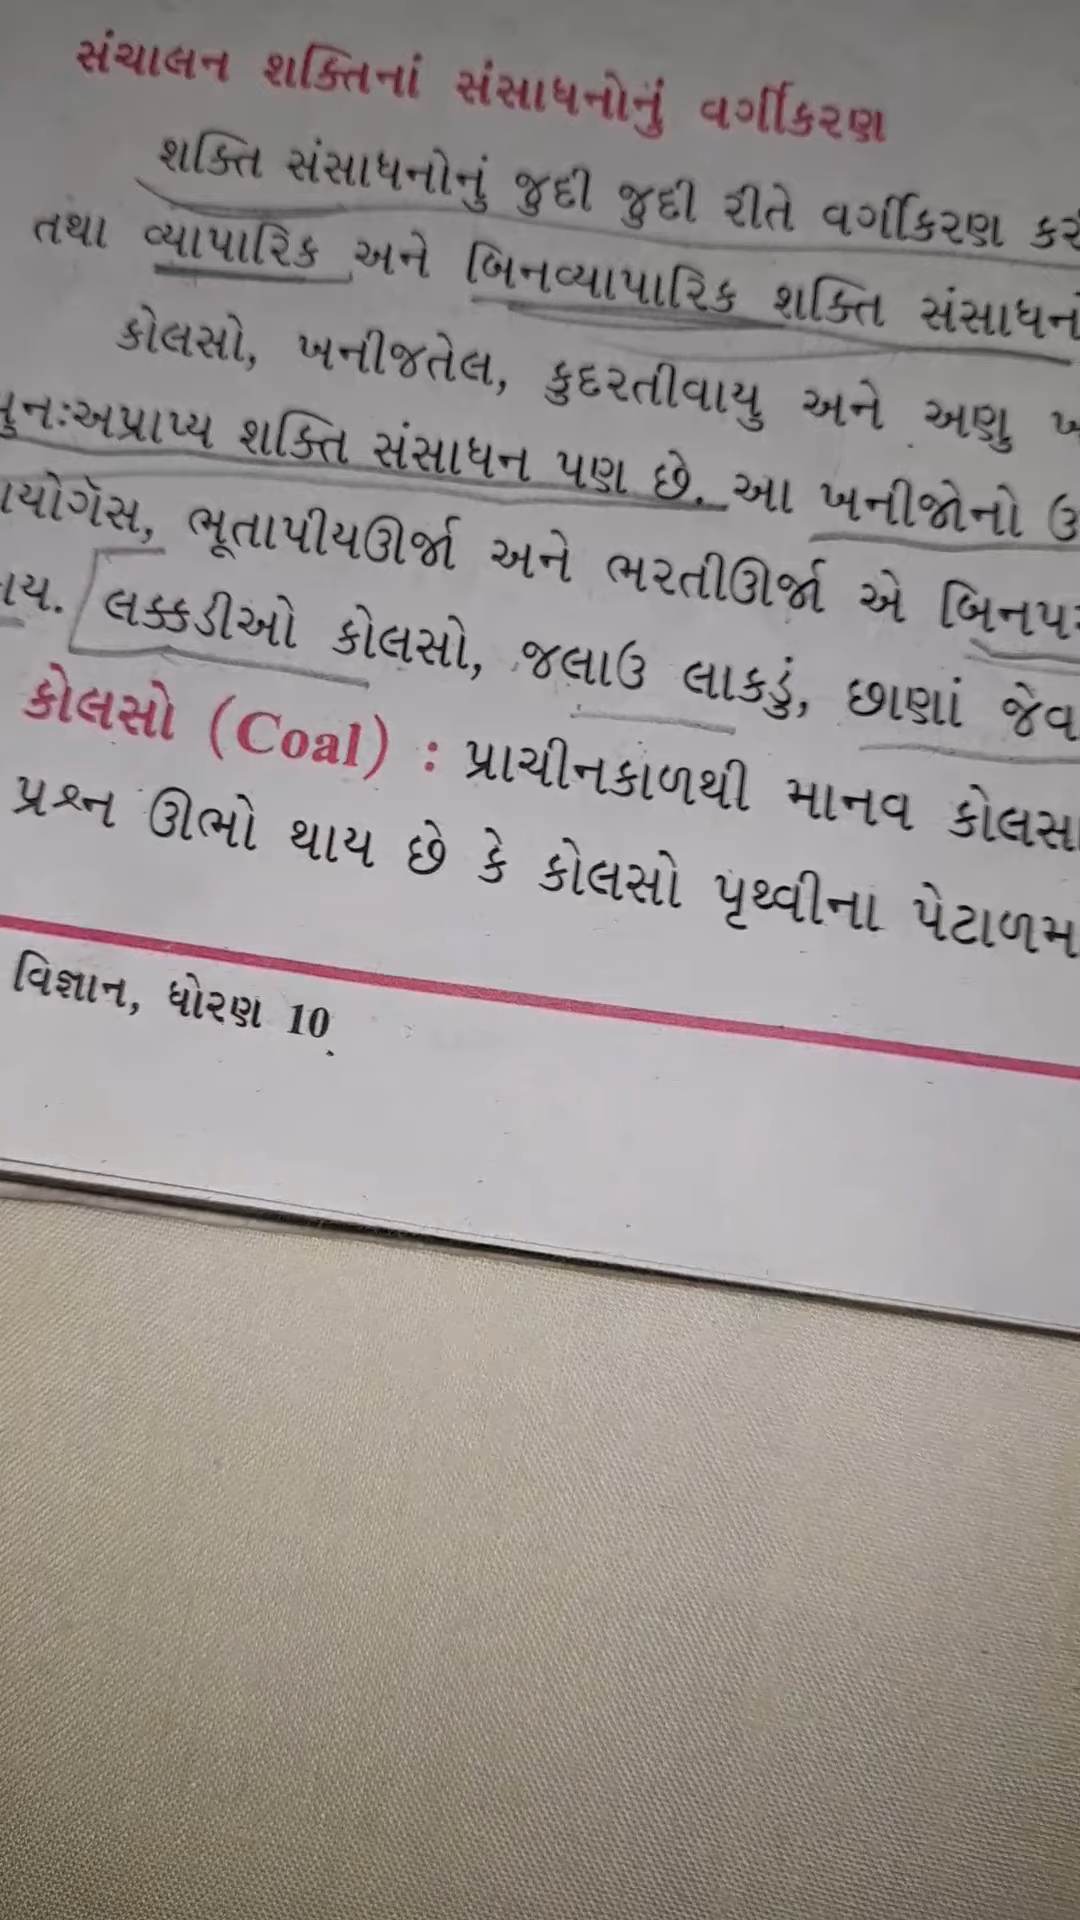 સંચાલન શક્તિનાં સંસાધનોનું વર્ગીકરણ
શક્તિ સંસાધનોનું જુદી જુદી રીતે વર્ગીકરણ
તથા વ્યાપારિક અને બિનવ્યાપારિક શક્તિ
કોલસો, ખનીજતેલ, કુદરતીવાયુ અને અણુ
શક્તિ સંસાધન પણ છે. આ ખનીજોનો
ભૂતાપીયઊર્જા અને ભરતીઊર્જા એ
લક્કડીઓ કોલસો, જલાઉ લાકડું, છાણાં
કોલસો (Coal) : પ્રાચીનકાળથી માનવ
પ્રશ્ન ઊભો થાય છે કે કોલસો પૃથ્વીના
વિજ્ઞાન, ધોરણ 10